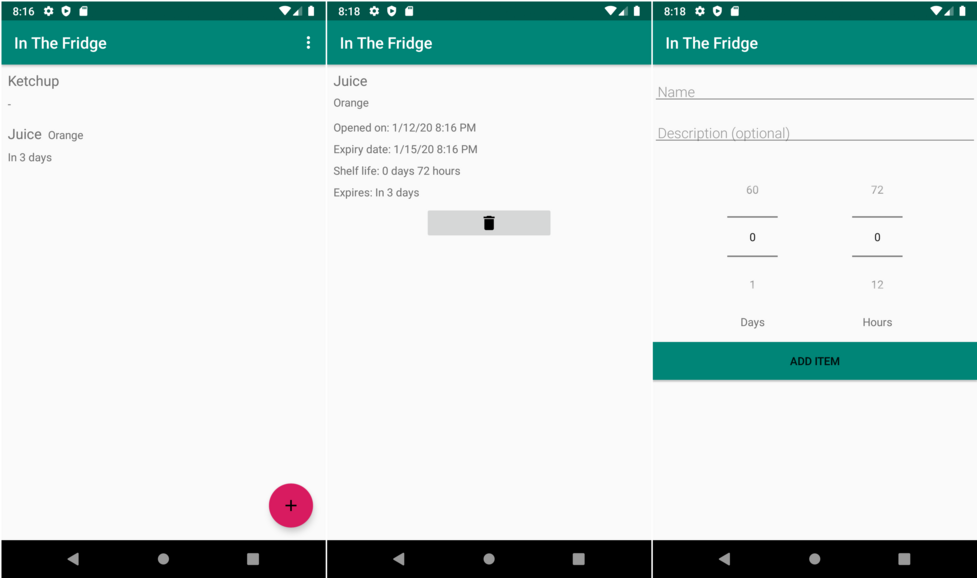 8:16
In The Fridge
Ketchup
-
Juice Orange
In 3 days
8:18
In The Fridge
Juice
Orange
Opened on: 1/12/20 8:16 PM
Expiry date: 1/15/20 8:16 PM
Shelf life: 0 days 72 hours
Expires: In 3 days
8:18
In The Fridge
Name
Description (optional)
60 72
0 0
1 12
Days Hours
ADD ITEM